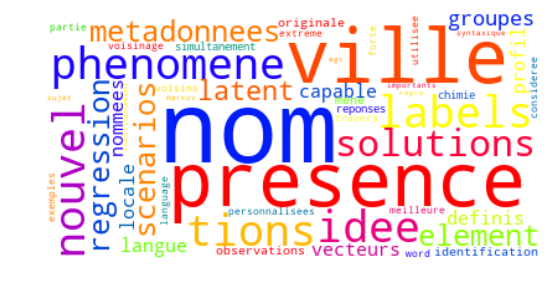 partie
metadonnees
originale
extreme
forte
utilisee
groupes
syntaxique
voisinage
simultanement
phenomene
ville
profil
consideree
egs
importants
voisins
latent
capable
regle
chimie
sujet
nommees
markov
nom
mene
reponses
travers
labels
nouvel
regression
scenarios
solutions
locale
language
presence
exemples
personnalisees
meilleure
definis
langue
tions
idee
element
observations
vecteurs
word
identification